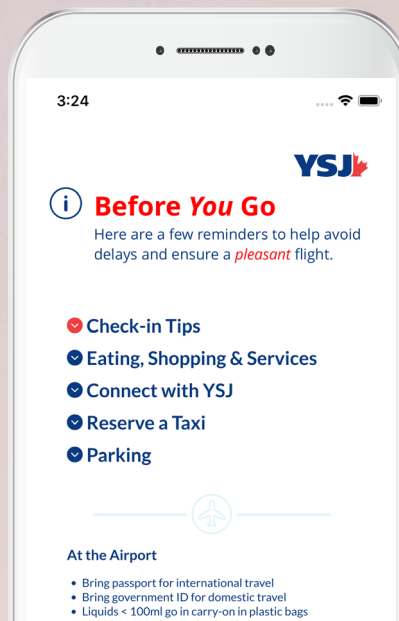 3:24
YSJ
Before You Go
Here are a few reminders to help avoid
delays and ensure a pleasant flight.
Check-in Tips
Eating, Shopping & Services
Connect with YSJ
Reserve a Taxi
Parking
At the Airport
• Bring passport for international travel
• Bring government ID for domestic travel
• Liquids < 100ml go in carry-on in plastic bags